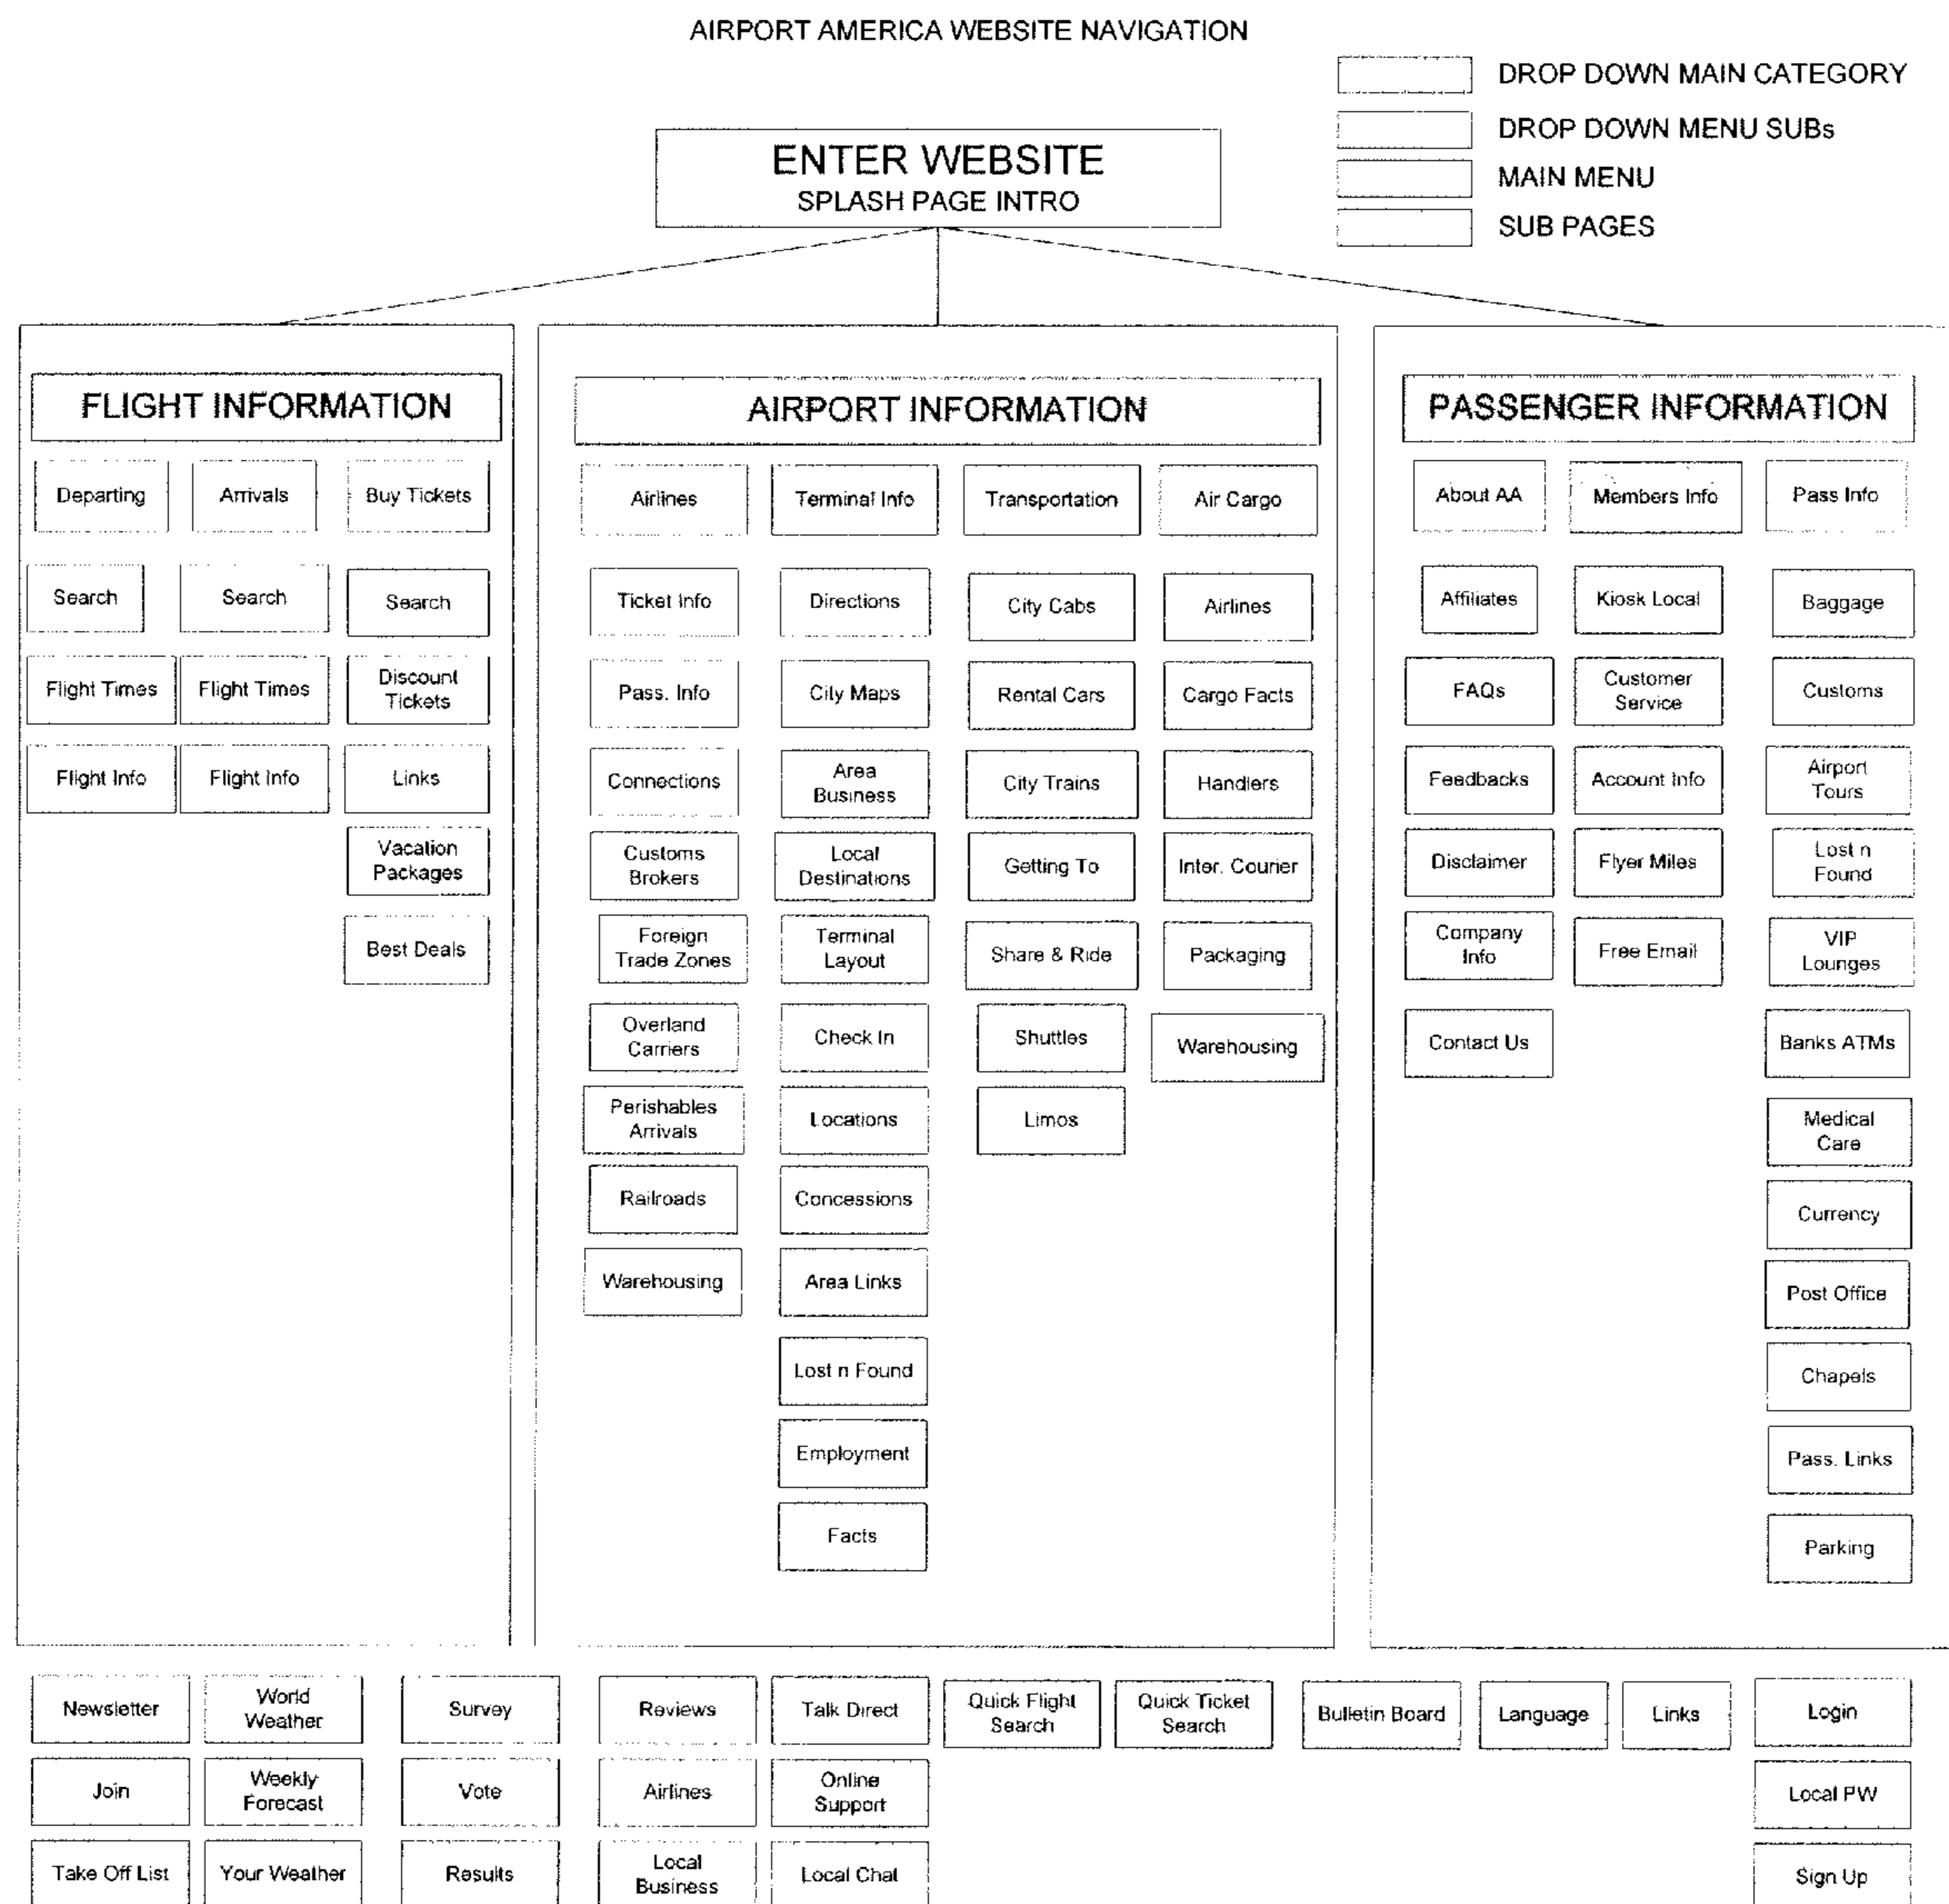 AIRPORT AMERICA WEBSITE NAVIGATION
DROP DOWN MAIN CATEGORY
DROP DOWN MENU SUBs
MAIN MENU
SUB PAGES
ENTER WEBSITE
SPLASH PAGE INTRO
FLIGHT INFORMATION
Departing
Arrivals
Buy Tickets
Search
Search
Search
Flight Times
Flight Times
Discount
Tickets
Flight Info
Flight Info
Links
Vacation
Packages
Best Deals
AIRPORT INFORMATION
Airlines
Terminal Info
Transportation
Air Cargo
Ticket Info
Directions
City Cabs
Airlines
Pass. Info
City Maps
Rental Cars
Cargo Facts
Connections
Area
Business
City Trains
Handlers
Customs
Brokers
Local
Destinations
Getting To
Inter. Courier
Foreign
Trade Zones
Terminal
Layout
Share & Ride
Packaging
Overland
Carriers
Check In
Shuttles
Warehousing
Perishables
Arrivals
Locations
Limos
Railroads
Concessions
Warehousing
Area Links
Lost n Found
Employment
Facts
PASSENGER INFORMATION
About AA
Members Info
Pass Info
Affiliates
Kiosk Local
Baggage
FAQs
Customer
Service
Customs
Feedbacks
Account Info
Airport
Tours
Disclaimer
Flyer Miles
Lost n
Found
Company
Info
Free Email
VIP
Lounges
Contact Us
Banks ATMs
Medical
Care
Currency
Post Office
Chapels
Pass. Links
Parking
Newsletter
World
Weather
Survey
Reviews
Talk Direct
Quick Flight
Search
Quick Ticket
Search
Bulletin Board
Language
Links
Login
Join
Weekly
Forecast
Vote
Airlines
Online
Support
Local PW
Take Off List
Your Weather
Results
Local
Business
Local Chat
Sign Up